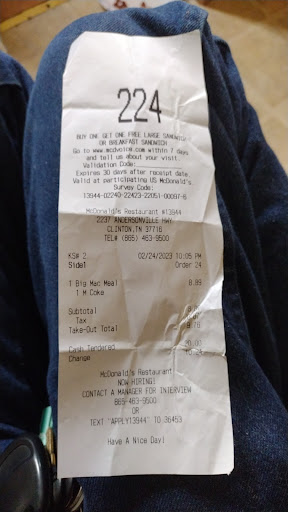 224
BUY ONE GET ONE FREE LARGE SANDWICH
OR BREAKFAST SANDWICH
Go to www.mcdvoice.com within 7 days
and tell us about your visit.
Validation Code:
Expires 30 days after receipt date.
Valid at participating US McDonald's
Survey Code:
13944-02240-22423-22051-00097-6
McDonald's Restaurant #13944
2237 ANDERSONVILLE HWY
CLINTON,TN 37716
TEL# (865) 463-9500
KS# 2 02/24/2023 10:05 PM
Side1 Order 24
1 Big Mac Meal 8.89
1 M Coke
Subtotal
Tax
Take-Out Total
Cash Tendered 20.00
Change
McDonald's Restaurant
NOW HIRING!
CONTACT A MANAGER FOR INTERVIEW
865-463-9500
OR
TEXT "APPLY13944" TO 36453
Have A Nice Day!